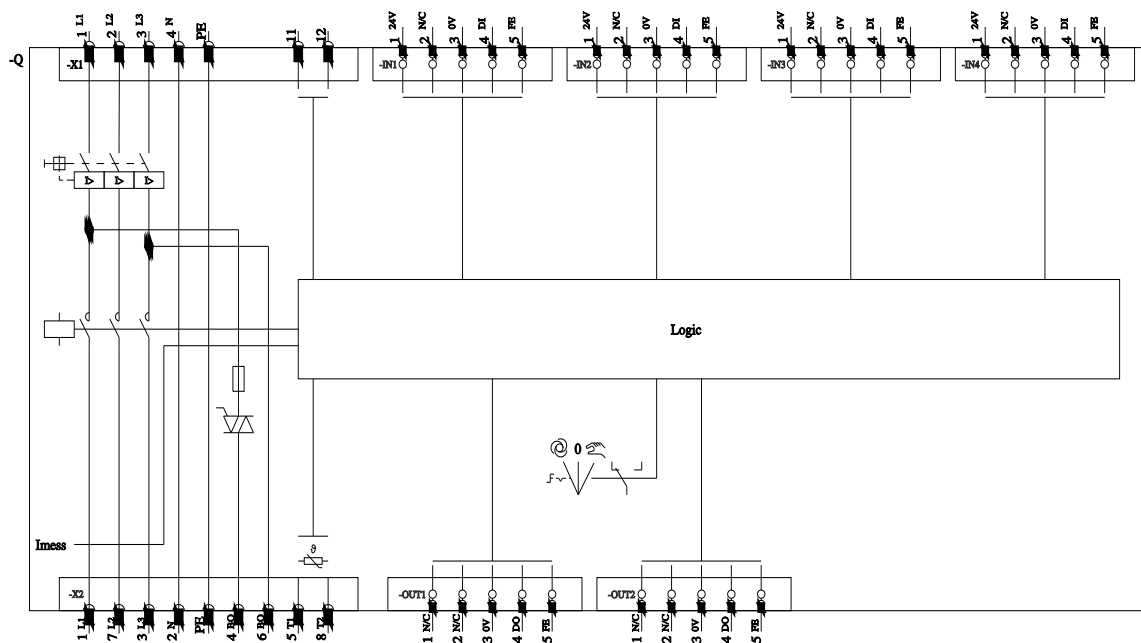 -Q
-X1
1 L1
2 L2
3 L3
4 N
PE
11
12
-IN1
1 24V
2 N/C
3 0V
4 DI
5 FE
-IN2
1 24V
2 N/C
3 0V
4 DI
5 FE
-IN3
1 24V
2 N/C
3 0V
4 DI
5 FE
-IN4
1 24V
2 N/C
3 0V
4 DI
5 FE
Logic
0
Imess
ϑ
-X2
1 L1
7 L2
3 L3
2 N
PE
4 BO
6 BO
5 T1
8 T2
-OUT1
1 N/C
2 N/C
3 0V
4 DO
5 FE
-OUT2
1 N/C
2 N/C
3 0V
4 DO
5 FE